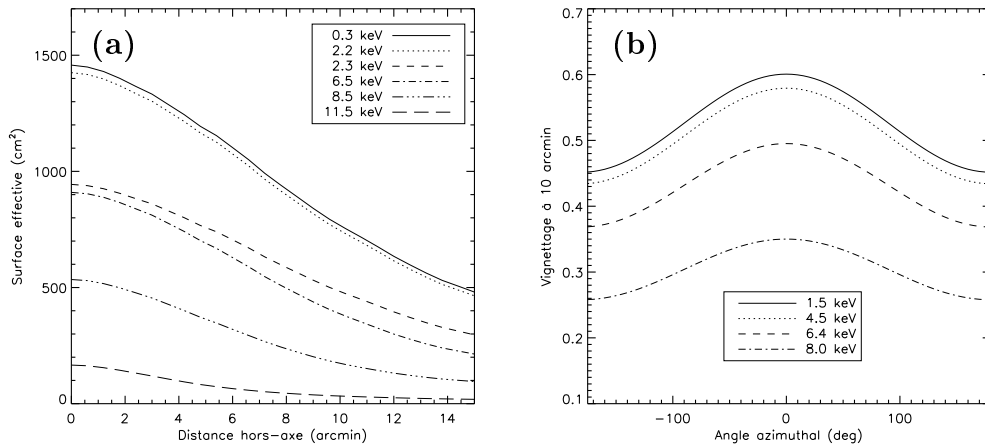 (a)
0.3 keV
2.2 keV
2.3 keV
6.5 keV
8.5 keV
11.5 keV
Surface effective (cm²)
1500
1000
500
0
0 2 4 6 8 10 12 14
Distance hors-axe (arcmin)
(b)
Vignettage à 10 arcmin
0.7
0.6
0.5
0.4
0.3
0.2
0.1
1.5 keV
4.5 keV
6.4 keV
8.0 keV
-100 0 100
Angle azimuthal (deg)